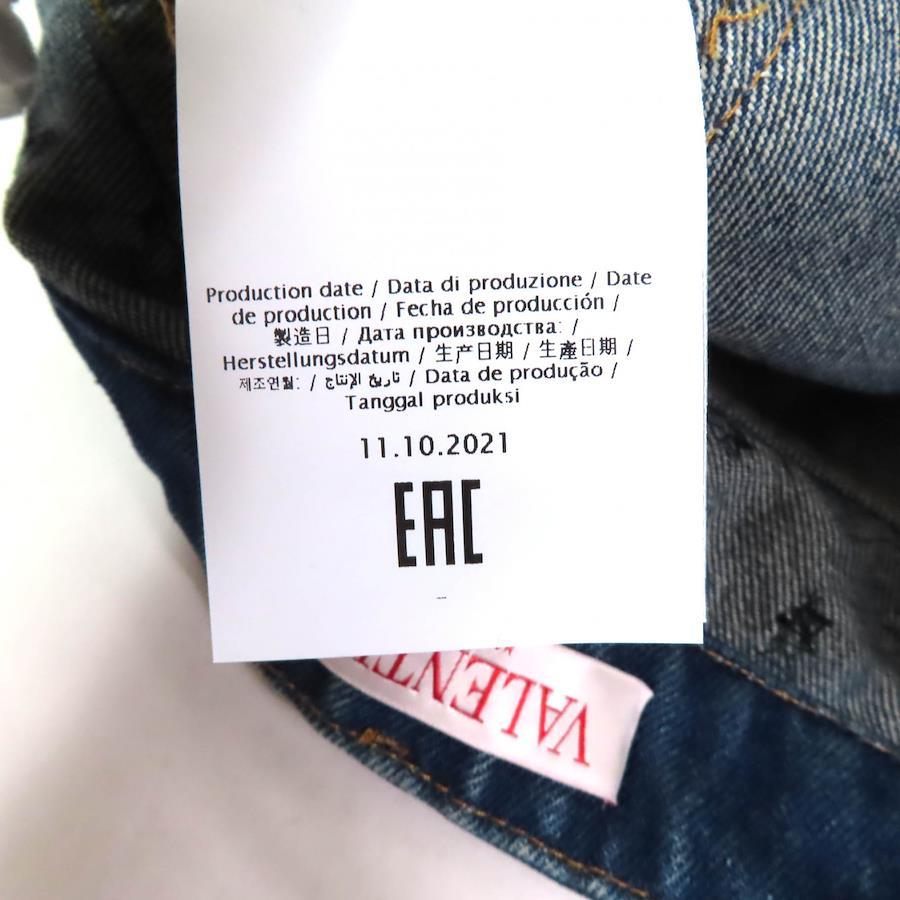 Production date / Data di produzione / Date
de production / Fecha de producción /
製造日 / Дата производства: /
Herstellungsdatum / 生产日期 / 生產日期 /
제조연월: / تاريخ الإنتاج / Data de produção /
Tanggal produksi
11.10.2021
EAC
VALENT